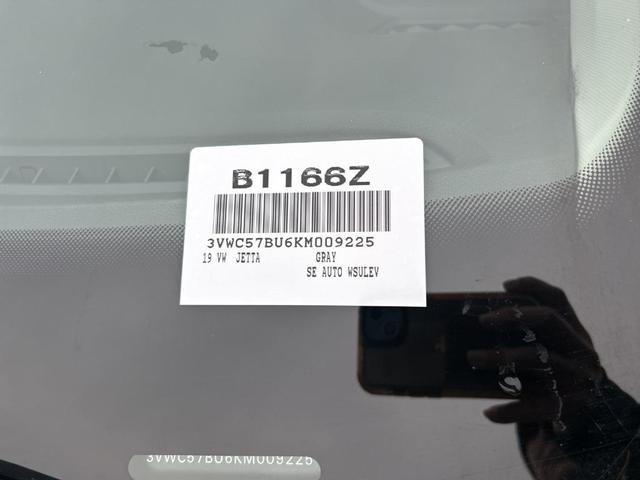 B1166Z
3VWC57BU6KM009225
19 VW JETTA GRAY
SE AUTO WSULEV
3VWC57BU6KM009225